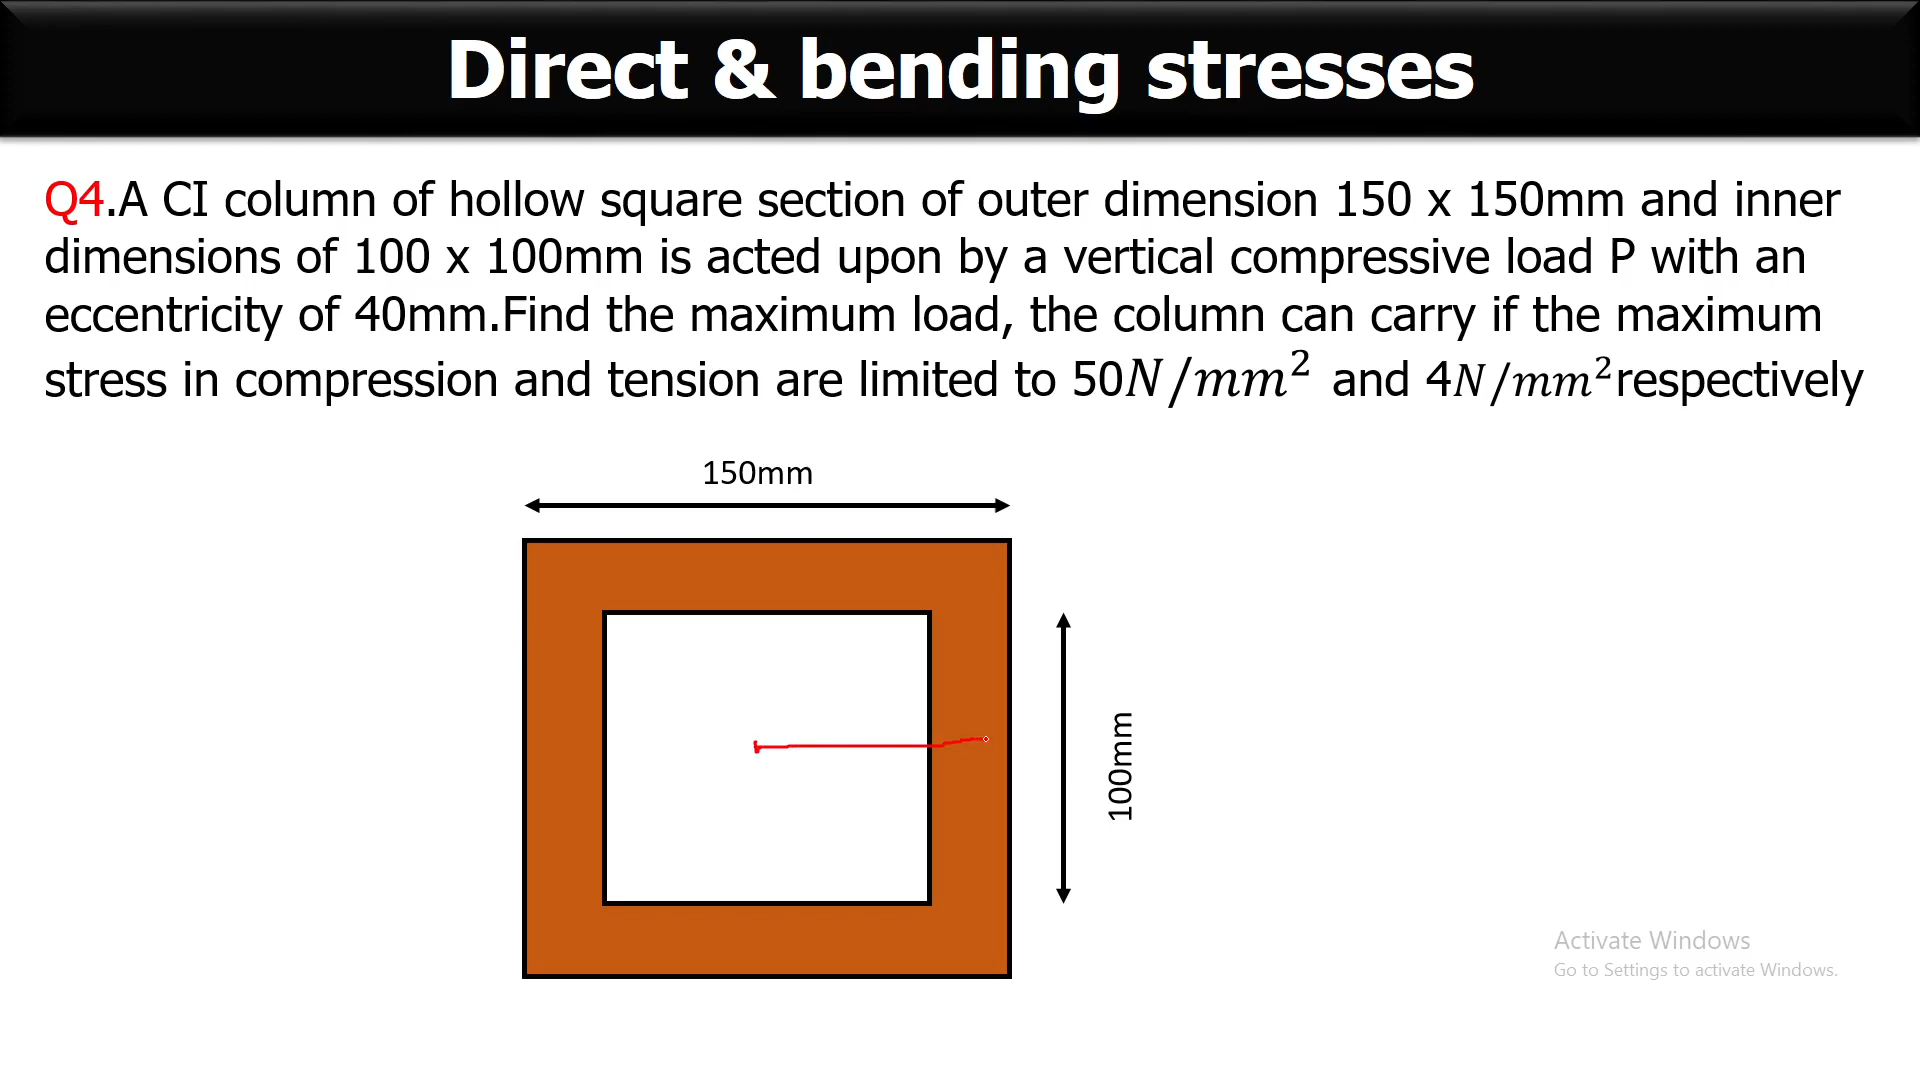 Direct & bending stresses
Q4.A CI column of hollow square section of outer dimension 150 x 150mm and inner
dimensions of 100 x 100mm is acted upon by a vertical compressive load P with an
eccentricity of 40mm.Find the maximum load, the column can carry if the maximum
stress in compression and tension are limited to 50N/mm² and 4N/mm²respectively
150mm
100mm
Activate Windows
Go to Settings to activate Windows.